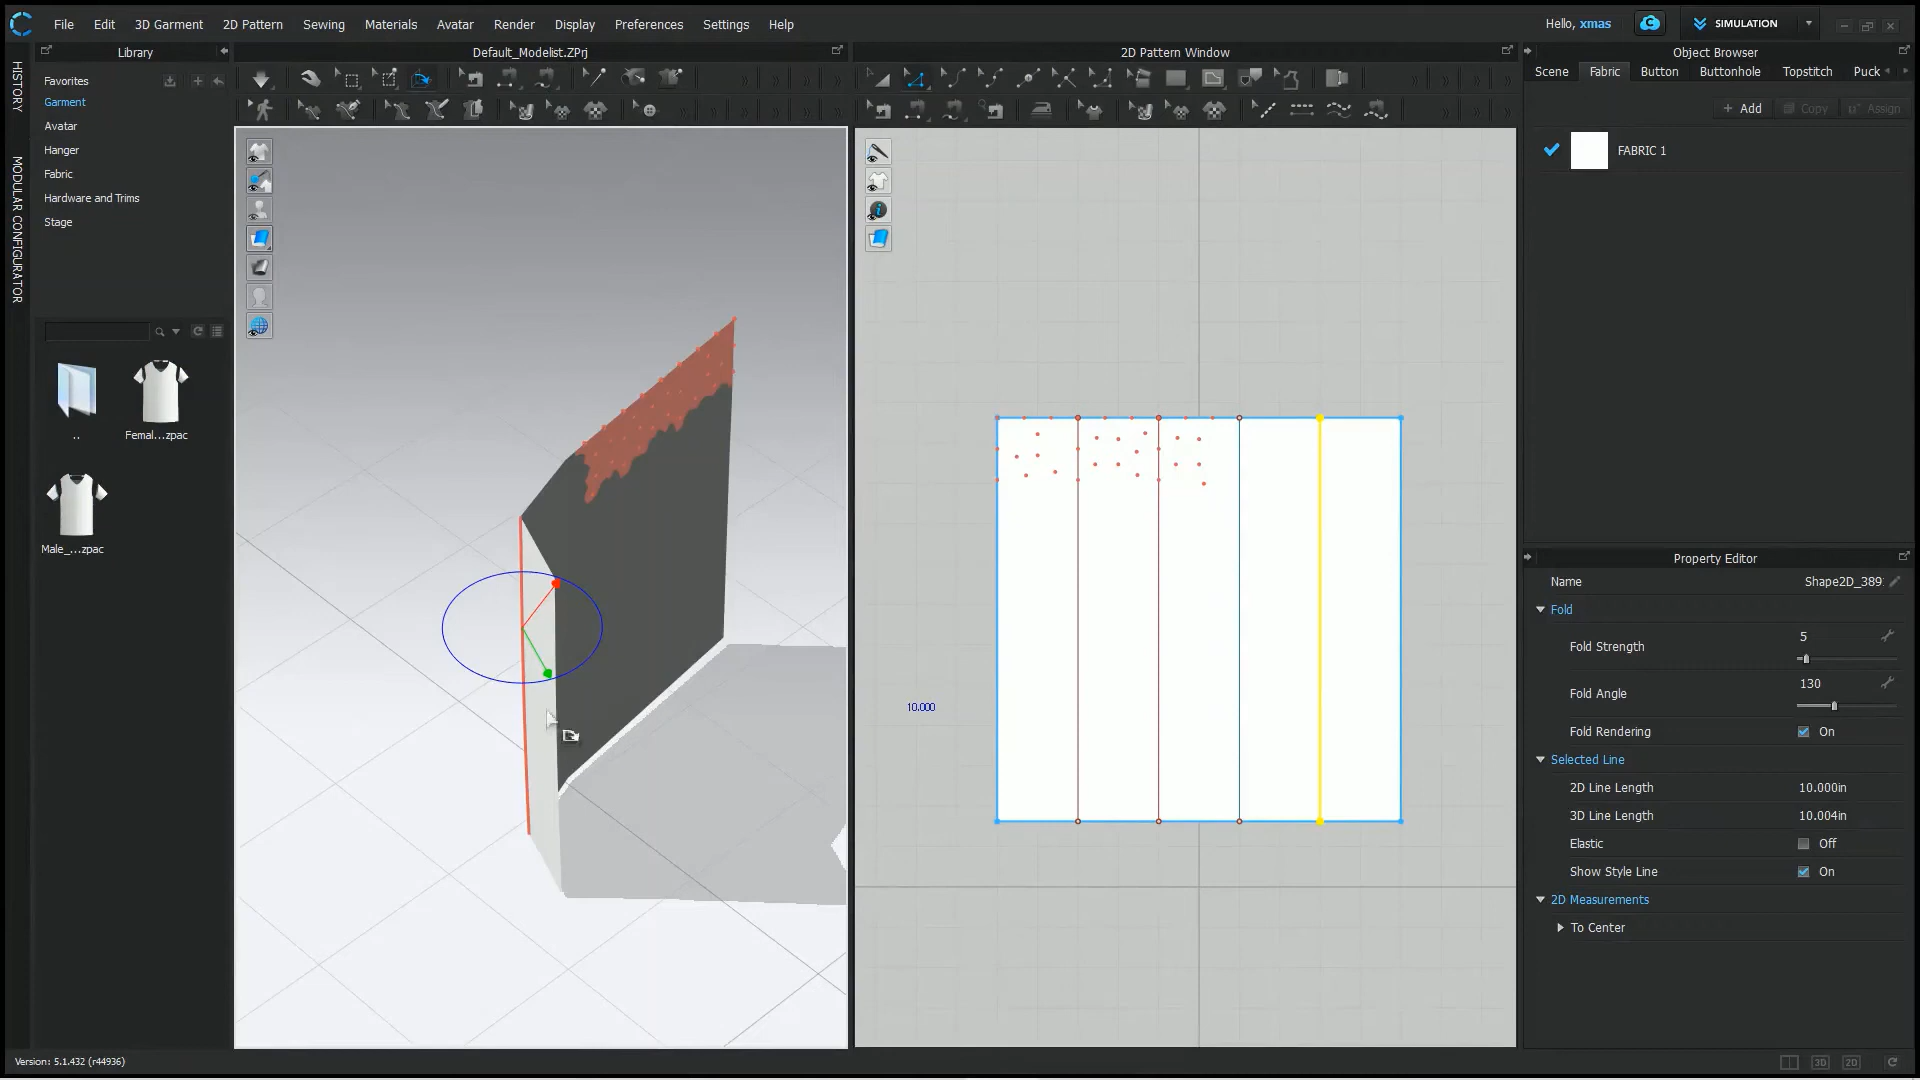 File Edit 3D Garment 2D Pattern Sewing Materials Avatar Render Display Preferences Settings Help
Hello, xmas
SIMULATION
Library
Default_Modelist.ZPrj
2D Pattern Window
Object Browser
HISTORY
MODULAR CONFIGURATOR
Favorites
Garment
Avatar
Hanger
Fabric
Hardware and Trims
Stage
..
Femal...zpac
Male_...zpac
10.000
Scene Fabric Button Buttonhole Topstitch Puck
+ Add Copy Assign
FABRIC 1
Property Editor
Name Shape2D_389
Fold
Fold Strength 5
Fold Angle 130
Fold Rendering On
Selected Line
2D Line Length 10.000in
3D Line Length 10.004in
Elastic Off
Show Style Line On
2D Measurements
To Center
Version: 5.1.432 (r44936)
3D 2D